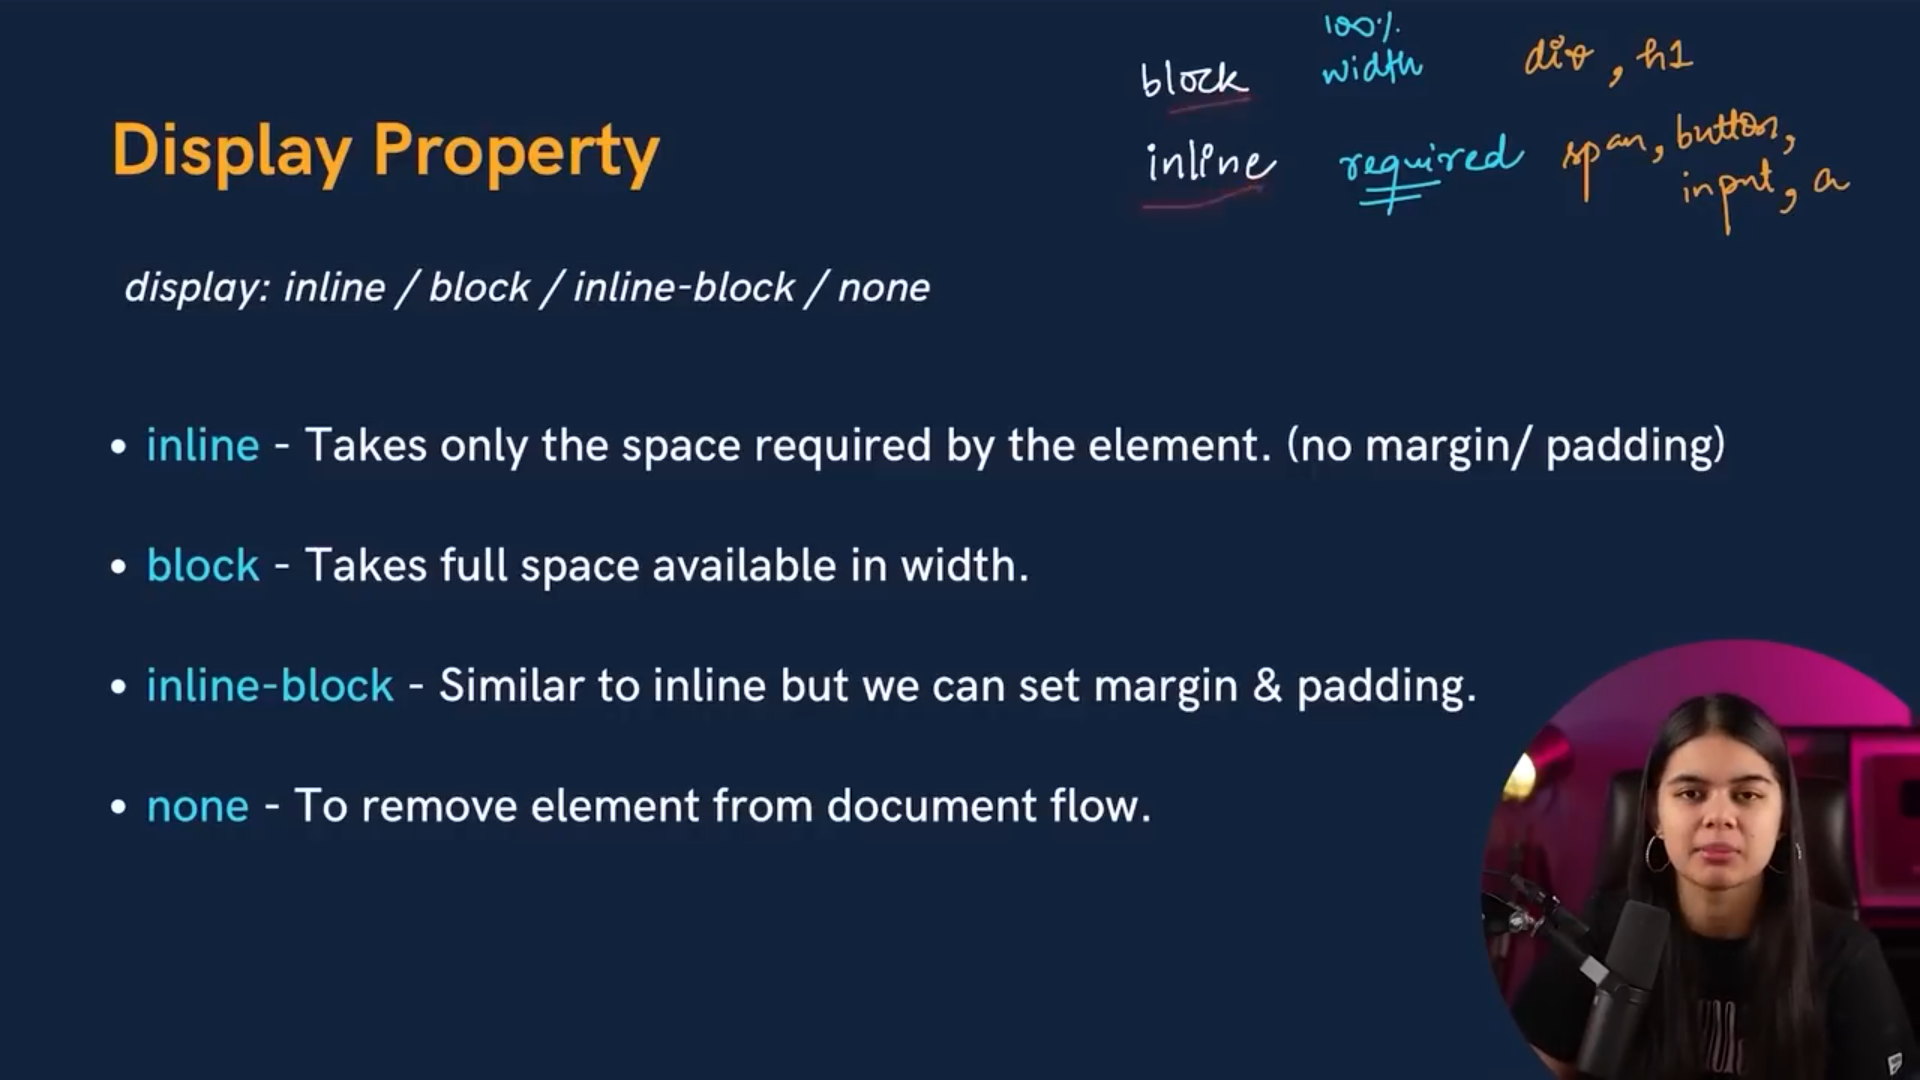 block 100% width div, h1
inline required span, button, input, a
Display Property
display: inline / block / inline-block / none
• inline - Takes only the space required by the element. (no margin/ padding)
• block - Takes full space available in width.
• inline-block - Similar to inline but we can set margin & padding.
• none - To remove element from document flow.